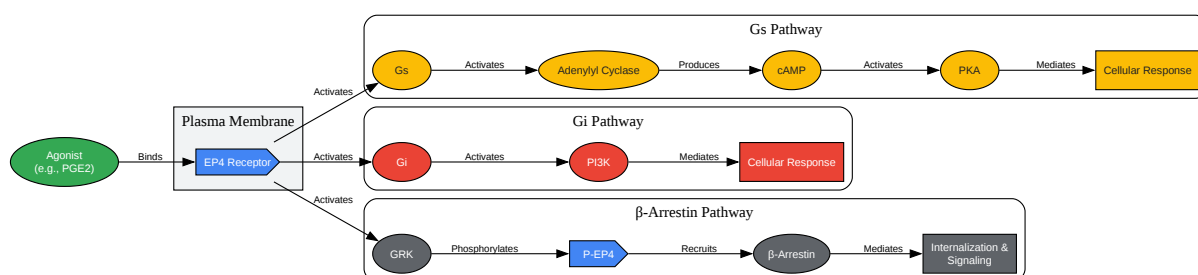 Gs Pathway
Gs
Activates
Adenylyl Cyclase
Produces
cAMP
Activates
PKA
Mediates
Cellular Response
Activates
Plasma Membrane
Gi Pathway
Agonist
(e.g., PGE2)
Binds
EP4 Receptor
Activates
Gi
Activates
PI3K
Mediates
Cellular Response
Activates
β-Arrestin Pathway
GRK
Phosphorylates
P-EP4
Recruits
β-Arrestin
Mediates
Internalization &
Signaling